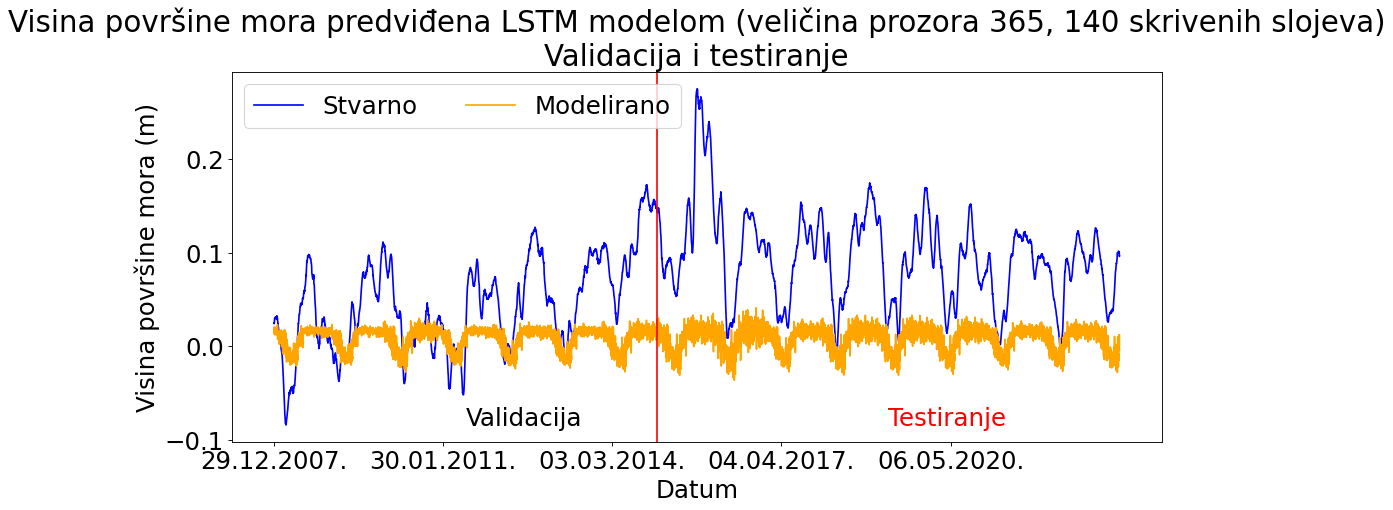 Visina površine mora predviđena LSTM modelom (veličina prozora 365, 140 skrivenih slojeva)
Validacija i testiranje
Stvarno
Modelirano
Visina površine mora (m)
0.2
0.1
0.0
−0.1
Validacija
Testiranje
29.12.2007.
30.01.2011.
03.03.2014.
04.04.2017.
06.05.2020.
Datum